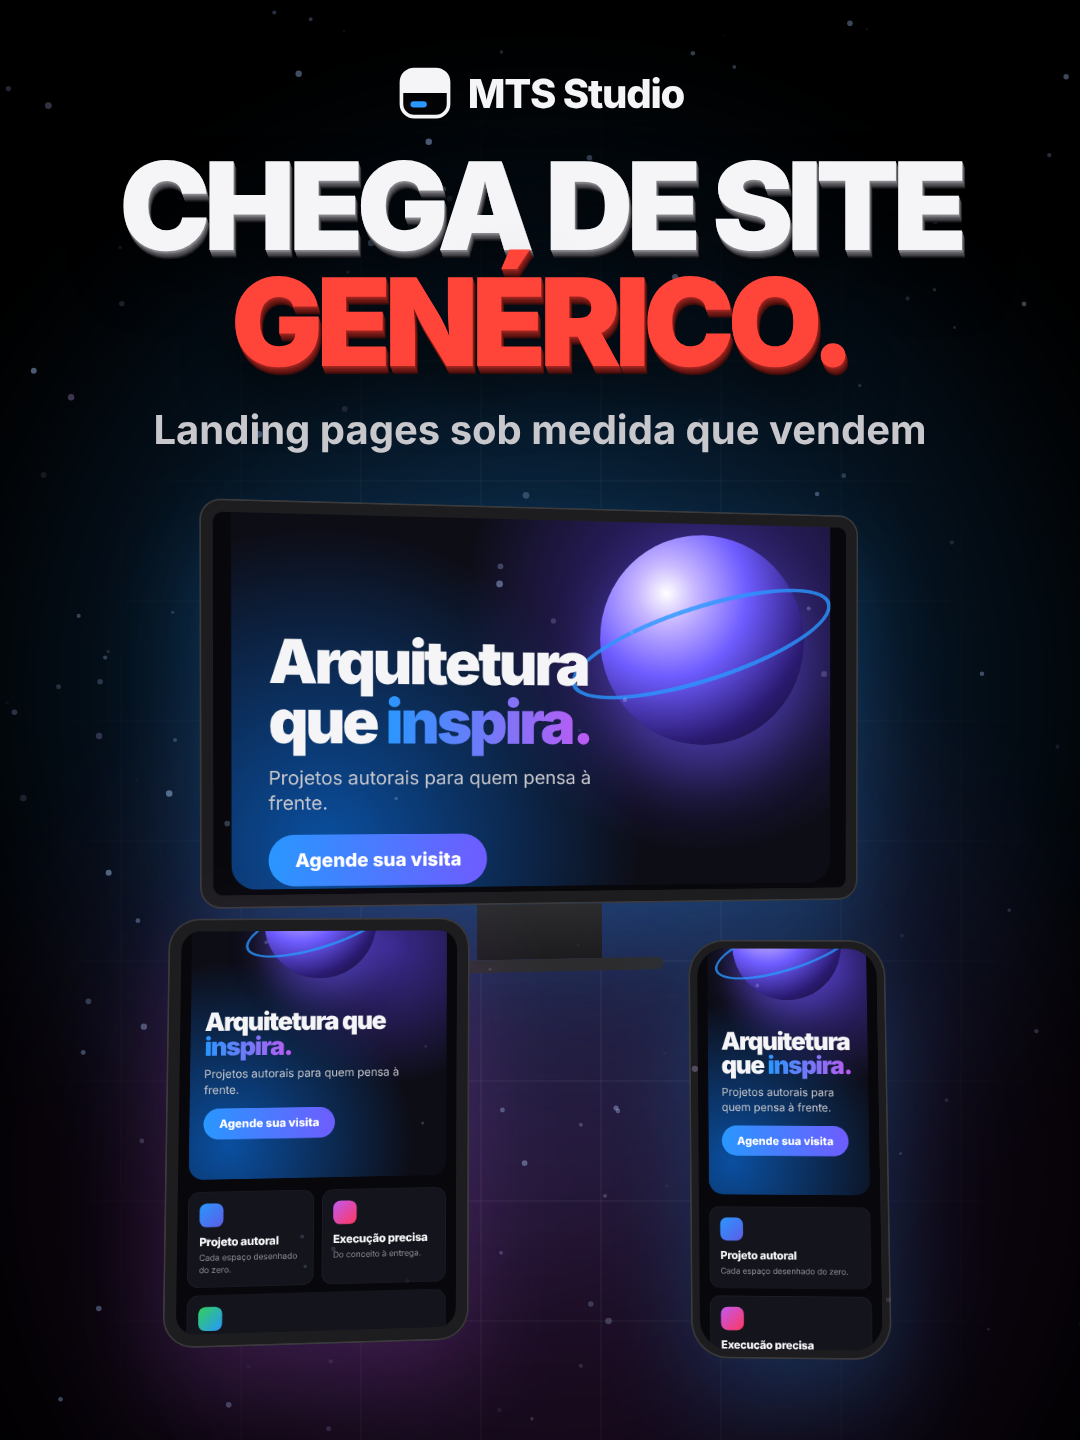 MTS Studio
CHEGA DE SITE
GENÉRICO.
Landing pages sob medida que vendem
Arquitetura
que inspira.
Projetos autorais para quem pensa à
frente.
Agende sua visita
Arquitetura que
inspira.
Projetos autorais para quem pensa à
frente.
Agende sua visita
Projeto autoral
Cada espaço desenhado
do zero.
Execução precisa
Do conceito à entrega.
Arquitetura
que inspira.
Projetos autorais para
quem pensa à frente.
Agende sua visita
Projeto autoral
Cada espaço desenhado do zero.
Execução precisa